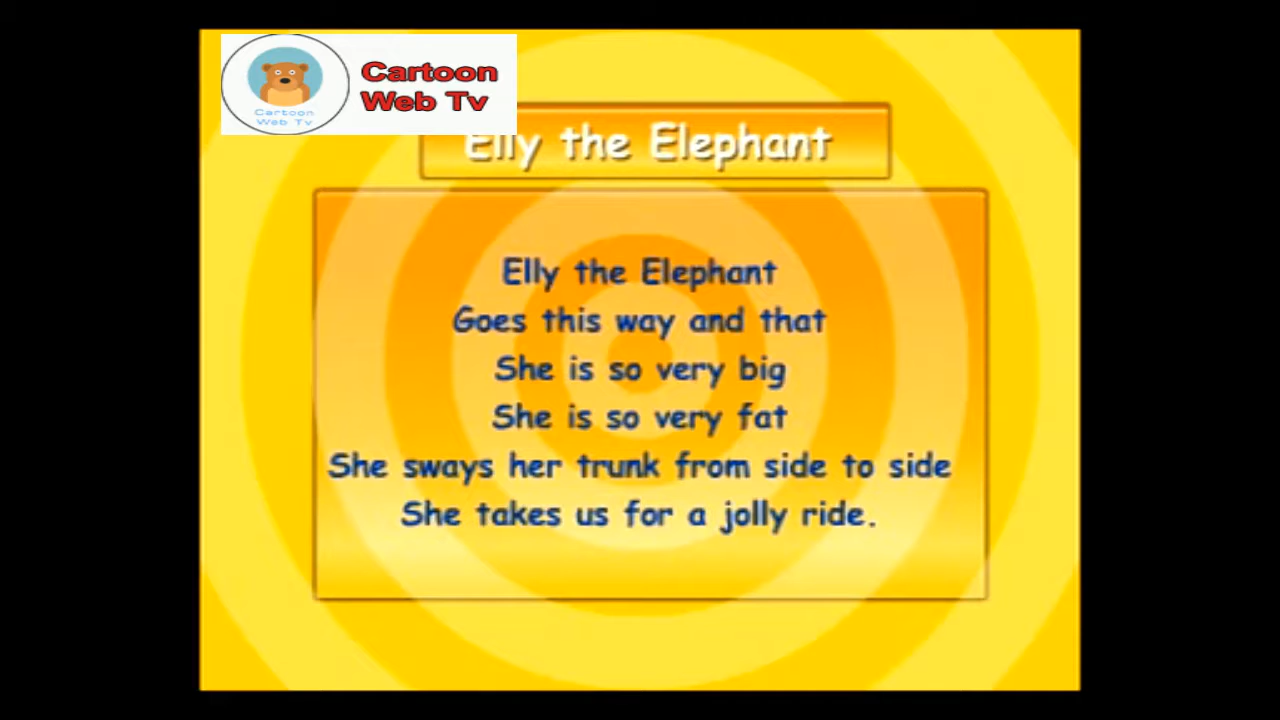 Cartoon
Web Tv
Cartoon
Web Tv
Elly the Elephant
Elly the Elephant
Goes this way and that
She is so very big
She is so very fat
She sways her trunk from side to side
She takes us for a jolly ride.